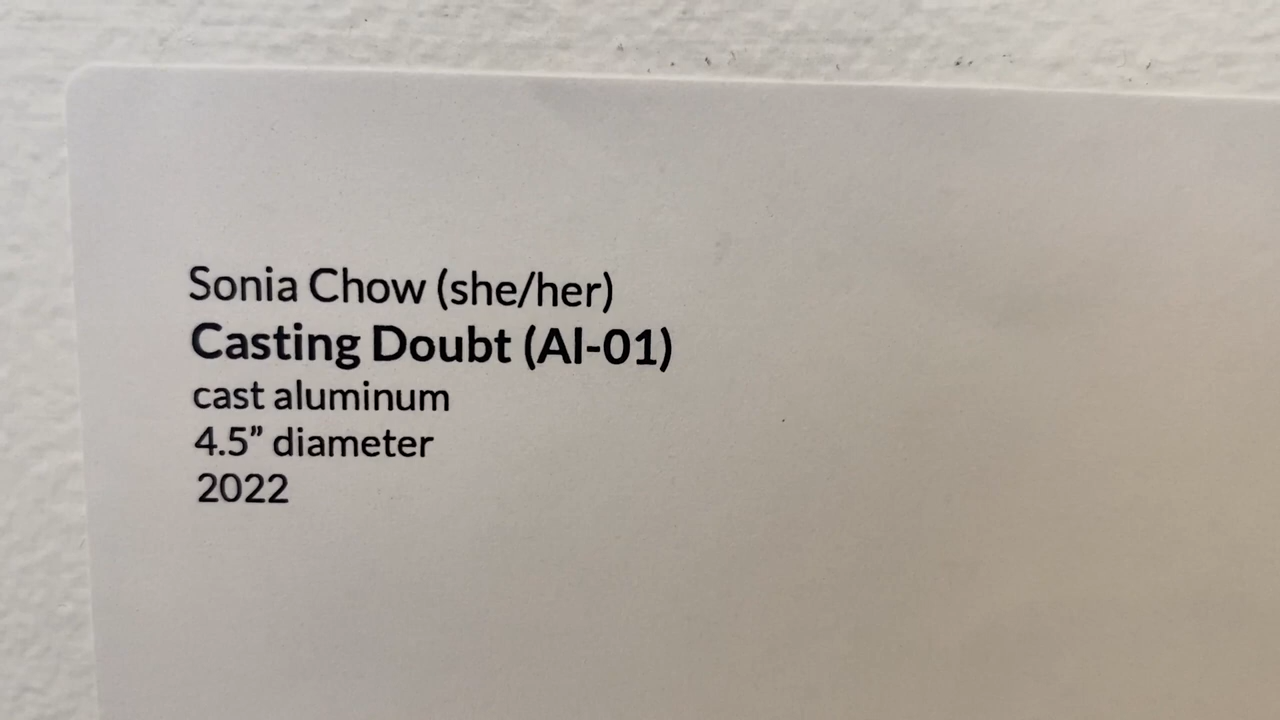 Sonia Chow (she/her)
Casting Doubt (Al-01)
cast aluminum
4.5” diameter
2022